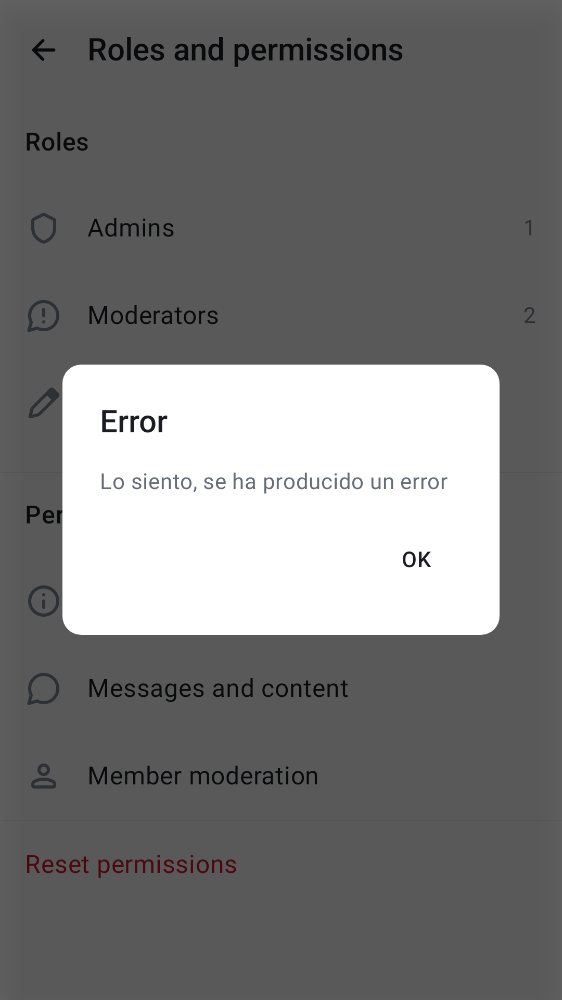 Roles and permissions
Roles
Admins 1
Moderators 2
Error
Lo siento, se ha producido un error
Per
OK
Messages and content
Member moderation
Reset permissions